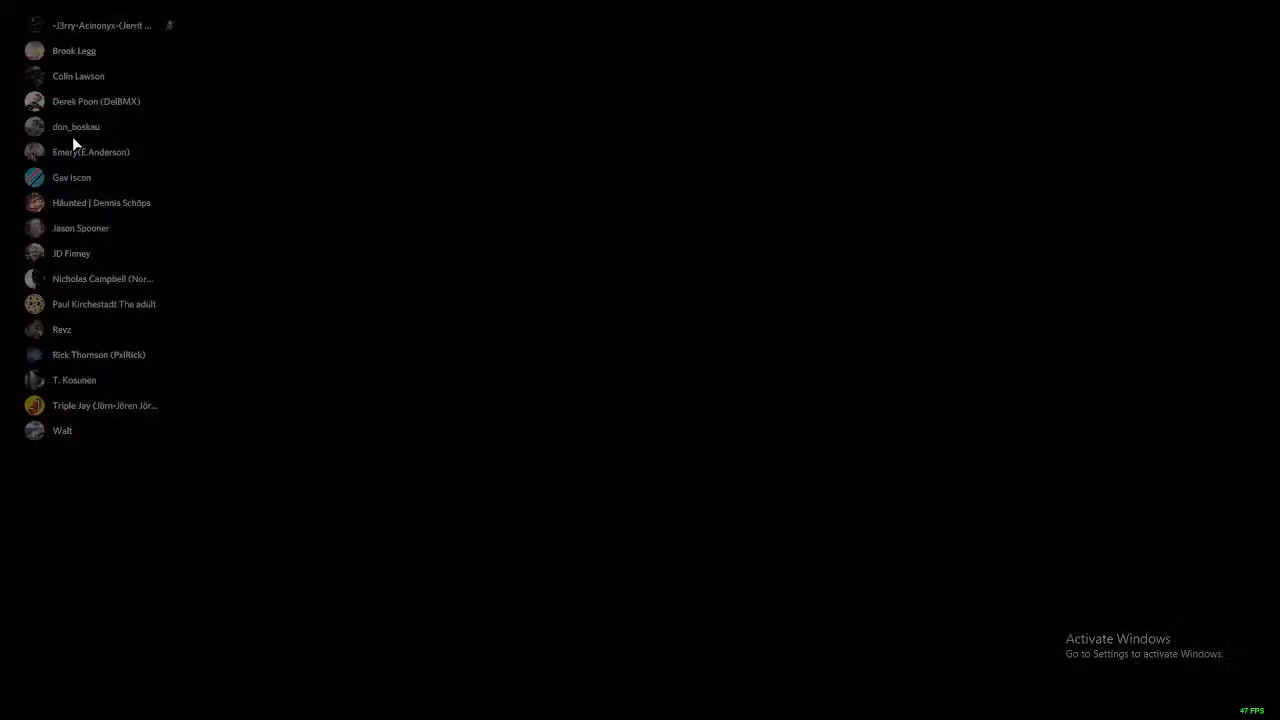 -J3rry-Acinonyx-(Jerrit ...
Brook Legg
Colin Lawson
Derek Poon (DelBMX)
don_boskau
Emery(E.Anderson)
Gav Iscon
Häunted | Dennis Schöps
Jason Spooner
JD Finney
Nicholas Campbell (Nor...
Paul Kirchestadt The adult
Revz
Rick Thomson (PxlRick)
T. Kosunen
Triple Jay (Jörn-Jören Jör...
Walt
Activate Windows
Go to Settings to activate Windows.
47 FPS